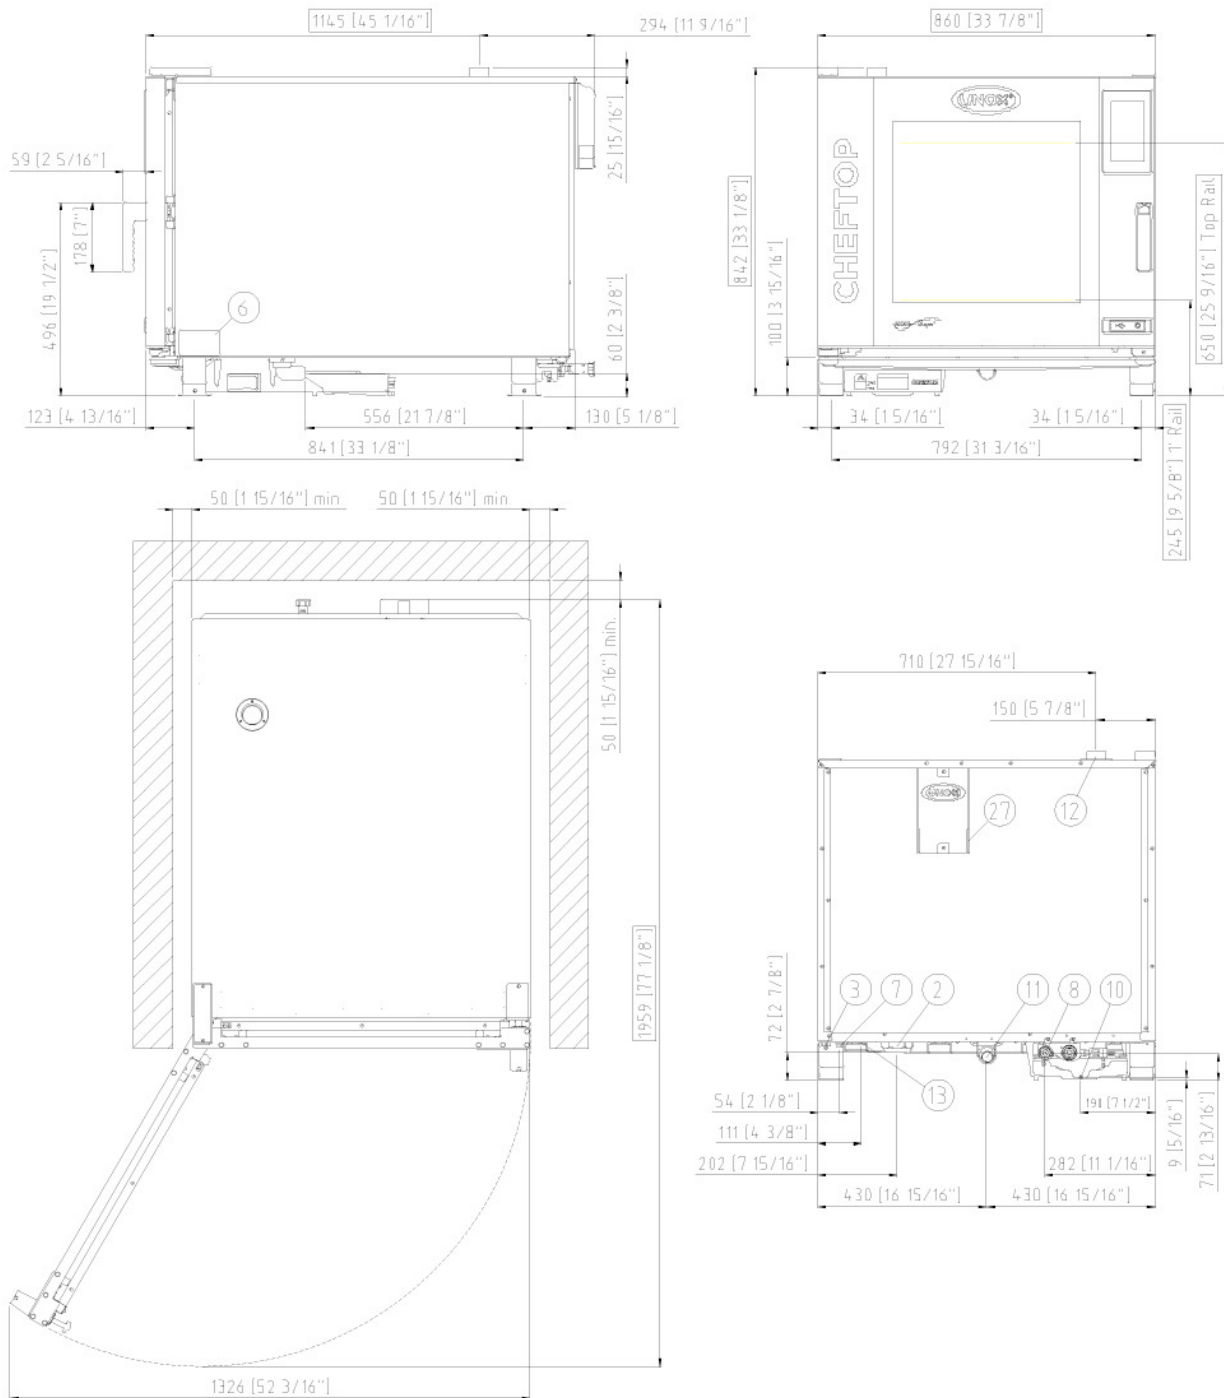 1145 [45 1/16"]
294 [11 9/16"]
860 [33 7/8"]
25 [15/16"]
59 [2 5/16"]
178 [7"]
496 [19 1/2"]
6
60 [2 3/8"]
123 [4 13/16"]
556 [21 7/8"]
130 [5 1/8"]
841 [33 1/8"]
UNOX
CHEFTOP
842 [33 1/8"]
100 [3 15/16"]
650 [25 9/16"] Top Rail
34 [1 5/16"]
34 [1 5/16"]
792 [31 3/16"]
245 [9 5/8"] 1' Rail
50 [1 15/16"] min
50 [1 15/16"] min
50 [1 15/16"] min.
1959 [77 1/8"]
1326 [52 3/16"]
710 [27 15/16"]
150 [5 7/8"]
UNOX
27
12
72 [2 7/8"]
3
7
2
11
8
10
13
54 [2 1/8"]
190 [7 1/2"]
111 [4 3/8"]
202 [7 15/16"]
282 [11 1/16"]
9 [5/16"]
71 [2 13/16"]
430 [16 15/16"]
430 [16 15/16"]